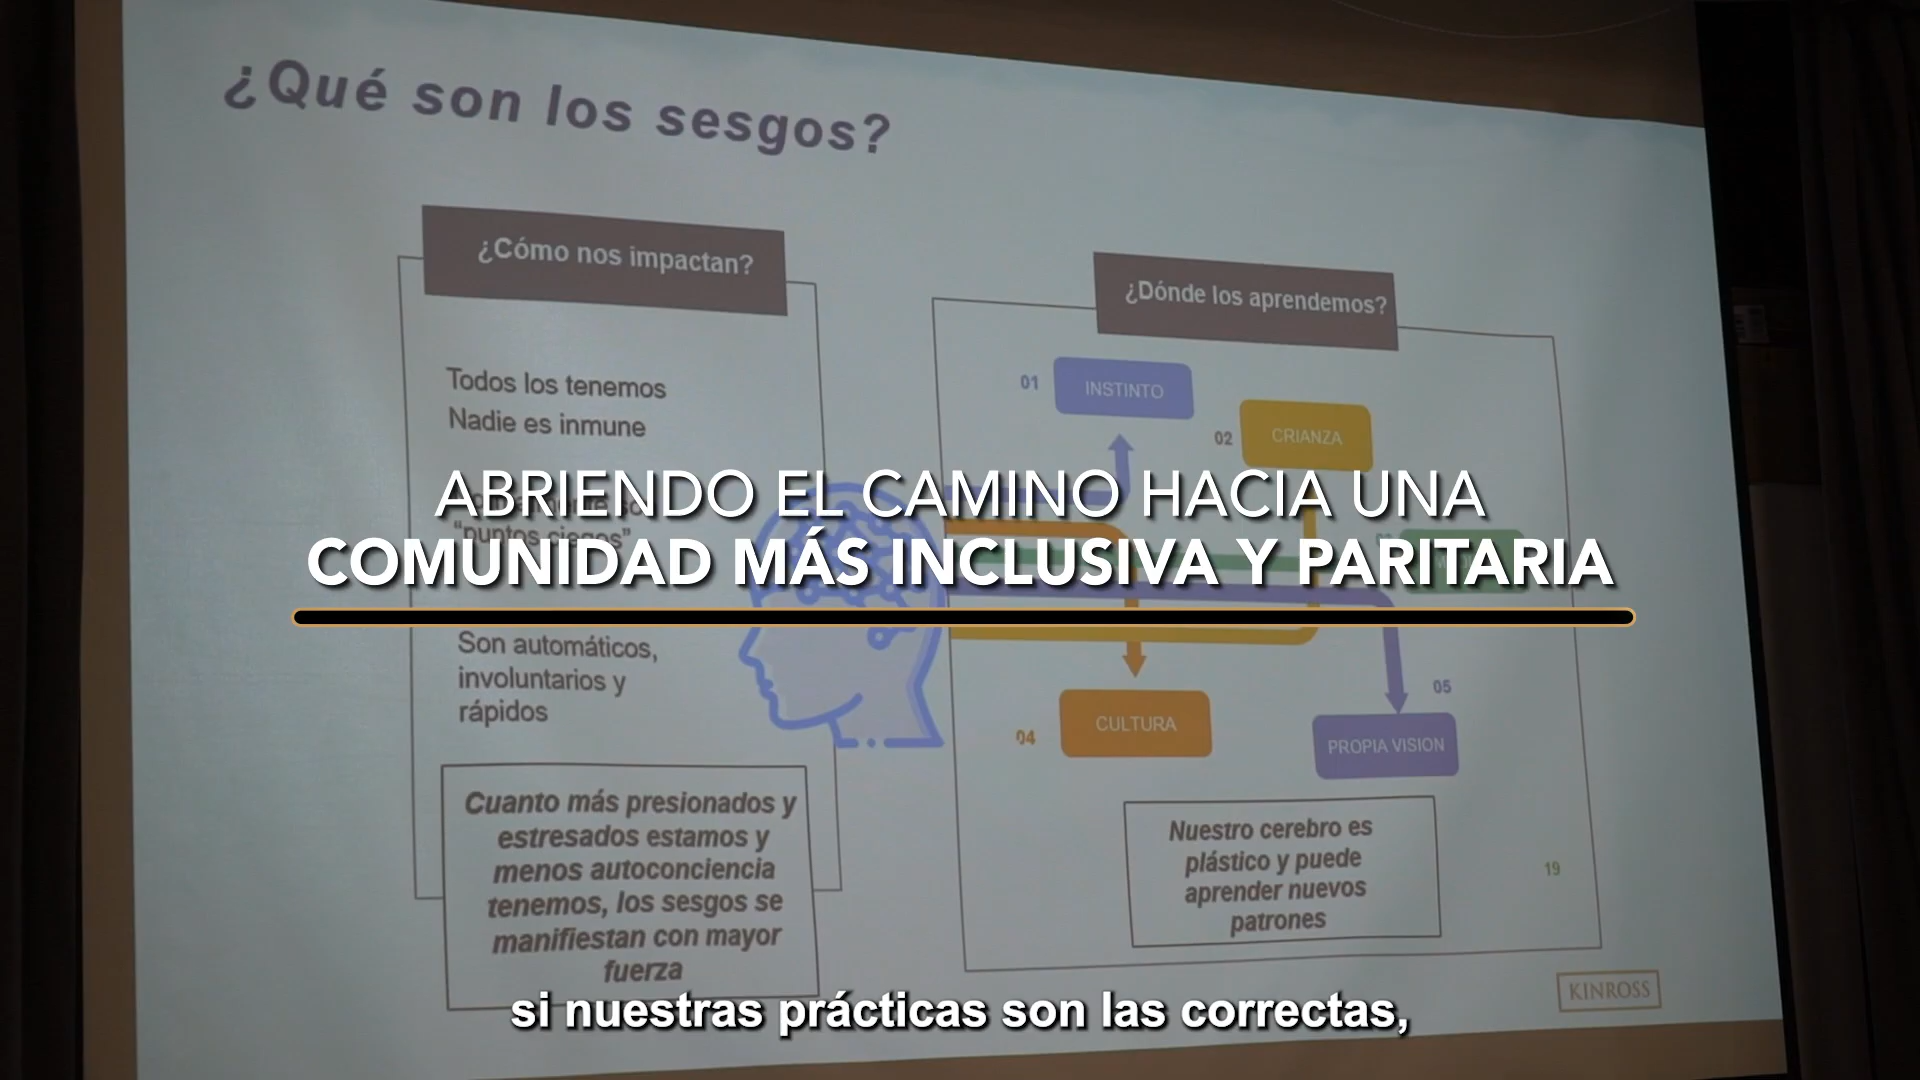 ¿Qué son los sesgos?
¿Cómo nos impactan?
Todos los tenemos
Nadie es inmune
"puntos ciegos"
Son automáticos,
involuntarios y
rápidos
Cuanto más presionados y
estresados estamos y
menos autoconciencia
tenemos, los sesgos se
manifiestan con mayor
fuerza
¿Dónde los aprendemos?
01
INSTINTO
02
CRIANZA
04
CULTURA
05
PROPIA VISION
Nuestro cerebro es
plástico y puede
aprender nuevos
patrones
19
KINROSS
ABRIENDO EL CAMINO HACIA UNA
COMUNIDAD MÁS INCLUSIVA Y PARITARIA
si nuestras prácticas son las correctas,